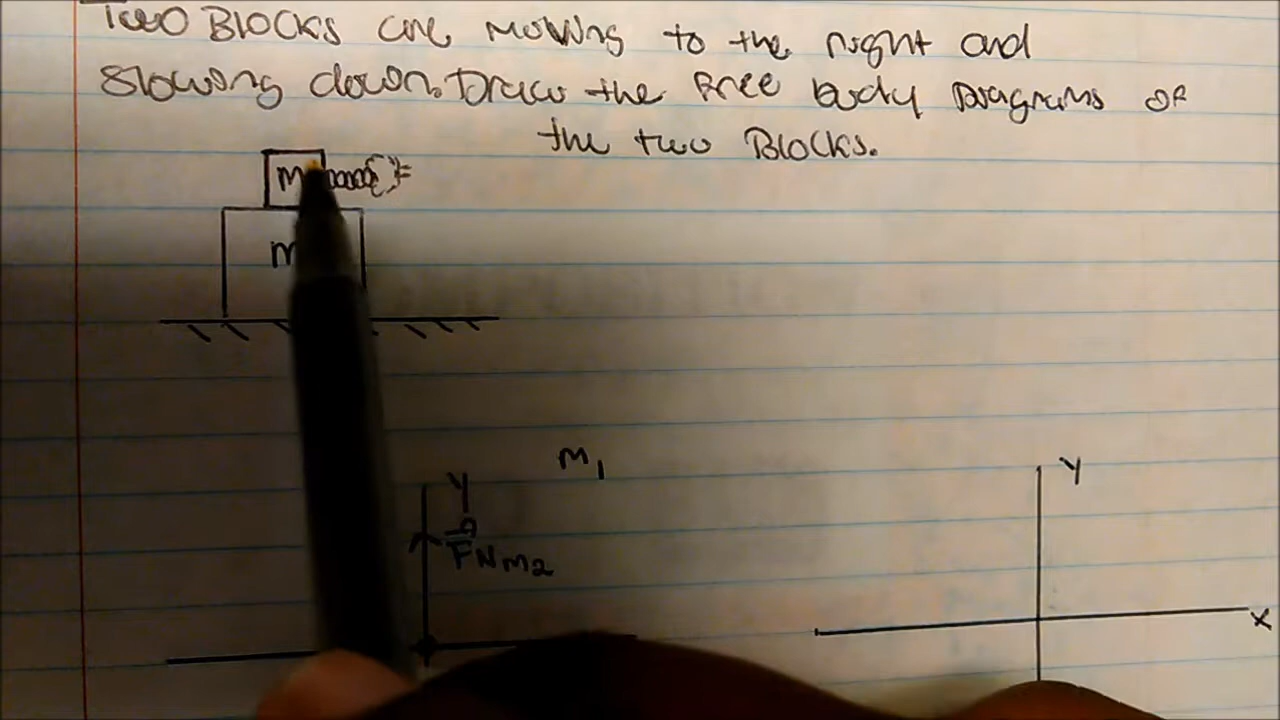 Two Blocks are moving to the right and
slowing down. Draw the Free body Diagrams of
the two Blocks.
m
m
m1
Y
FNm2
Y
X